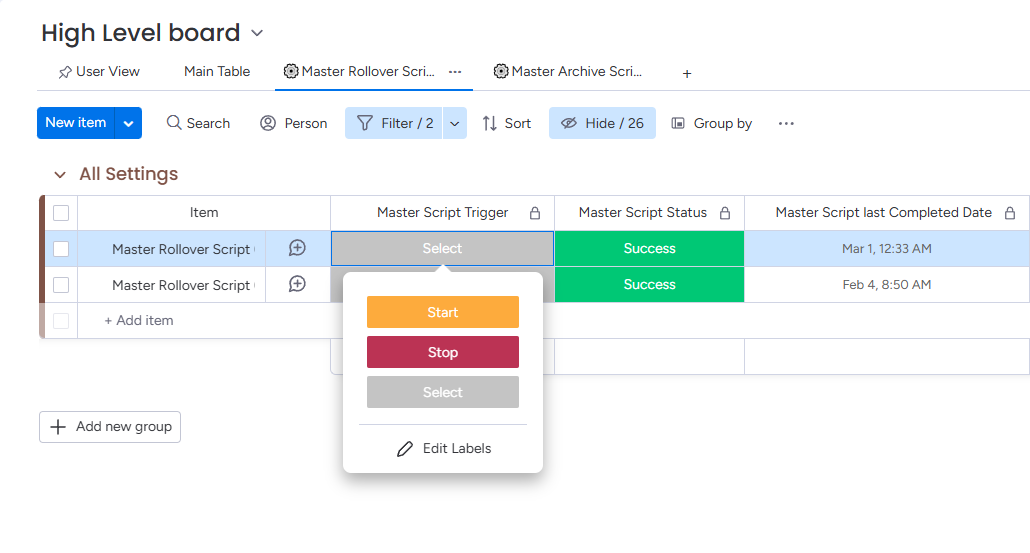 High Level board
User View Main Table Master Rollover Scri... Master Archive Scri... +
New item Search Person Filter / 2 Sort Hide / 26 Group by
All Settings
Item Master Script Trigger Master Script Status Master Script last Completed Date
Master Rollover Script Select Success Mar 1, 12:33 AM
Master Rollover Script Success Feb 4, 8:50 AM
+ Add item
Start
Stop
Select
Edit Labels
+ Add new group